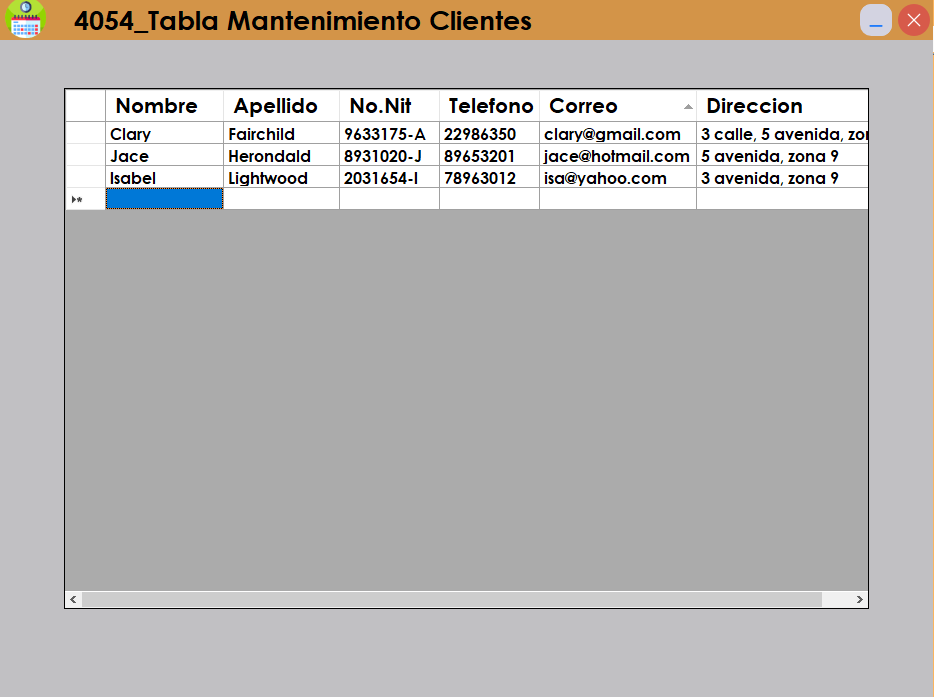 4054_Tabla Mantenimiento Clientes
Nombre Apellido No.Nit Telefono Correo Direccion
Clary Fairchild 9633175-A 22986350 clary@gmail.com 3 calle, 5 avenida, zon
Jace Herondald 8931020-J 89653201 jace@hotmail.com 5 avenida, zona 9
Isabel Lightwood 2031654-I 78963012 isa@yahoo.com 3 avenida, zona 9